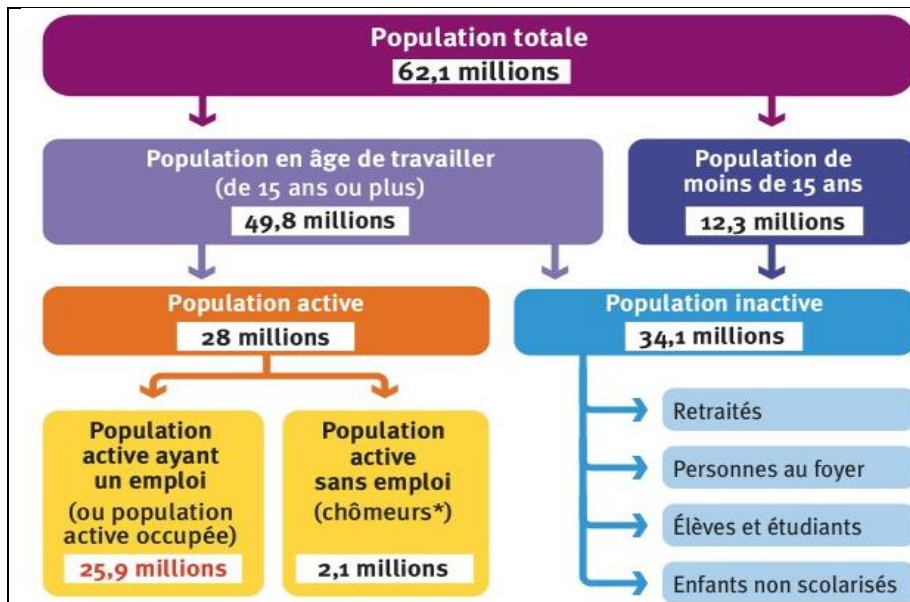 Population totale
62,1 millions
Population en âge de travailler
(de 15 ans ou plus)
49,8 millions
Population de
moins de 15 ans
12,3 millions
Population active
28 millions
Population inactive
34,1 millions
Population
active ayant
un emploi
(ou population
active occupée)
25,9 millions
Population
active
sans emploi
(chômeurs*)
2,1 millions
Retraités
Personnes au foyer
Élèves et étudiants
Enfants non scolarisés